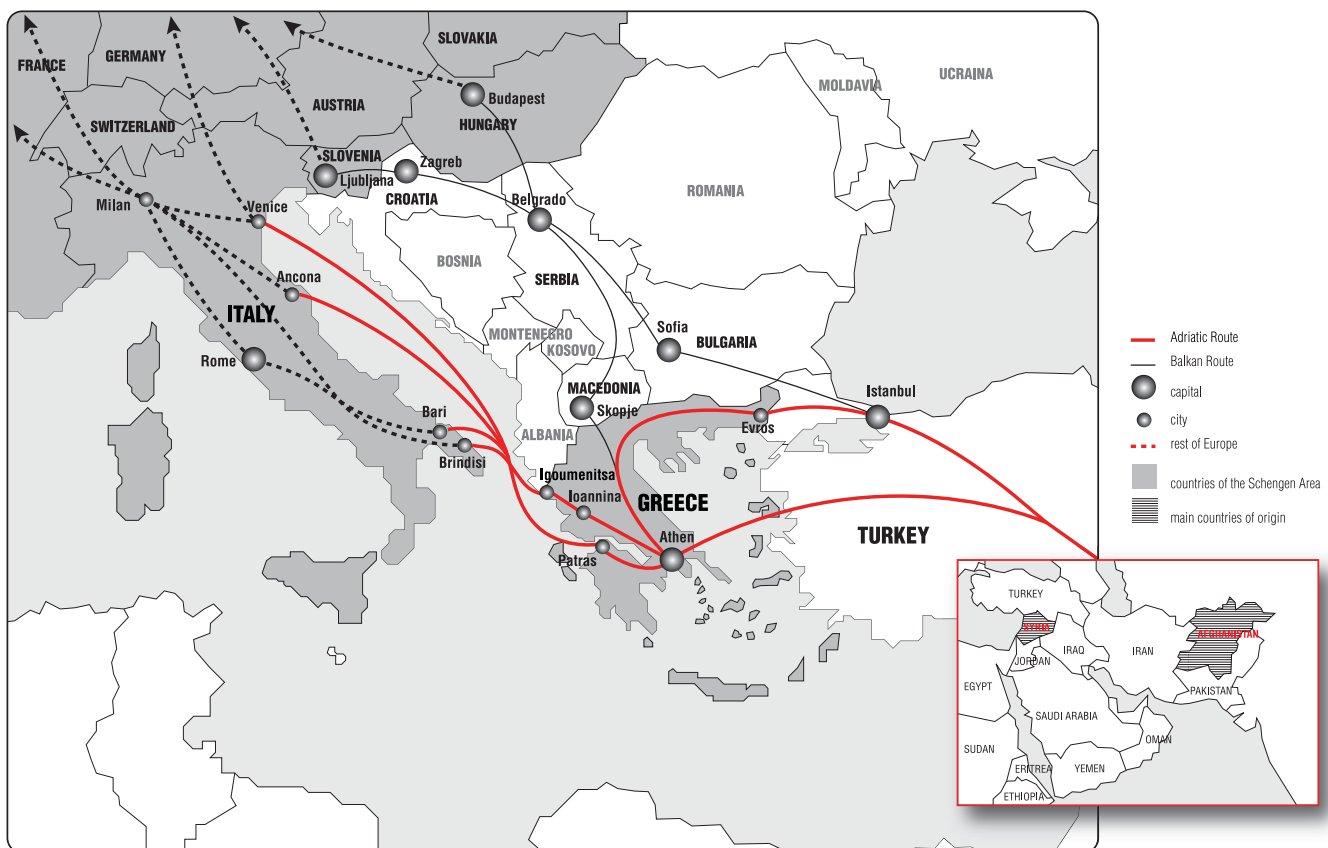 SLOVAKIA
UCRAINA
GERMANY
FRANCE
MOLDAVIA
Budapest
AUSTRIA
HUNGARY
SWITZERLAND
SLOVENIA
Zagreb
Ljubljana
ROMANIA
CROATIA
Belgrado
Milan
Venice
BOSNIA
Ancona
SERBIA
ITALY
MONTENEGRO
Sofia
BULGARIA
KOSOVO
Rome
MACEDONIA
Istanbul
Skopje
Bari
Evros
ALBANIA
Brindisi
Igoumenitsa
Ioannina
GREECE
Athen
TURKEY
Patras
Adriatic Route
Balkan Route
capital
city
rest of Europe
countries of the Schengen Area
main countries of origin
TURKEY
SYRIA
AFGHANISTAN
IRAQ
IRAN
JORDAN
EGYPT
PAKISTAN
SAUDI ARABIA
OMAN
SUDAN
ERITREA
YEMEN
ETHIOPIA